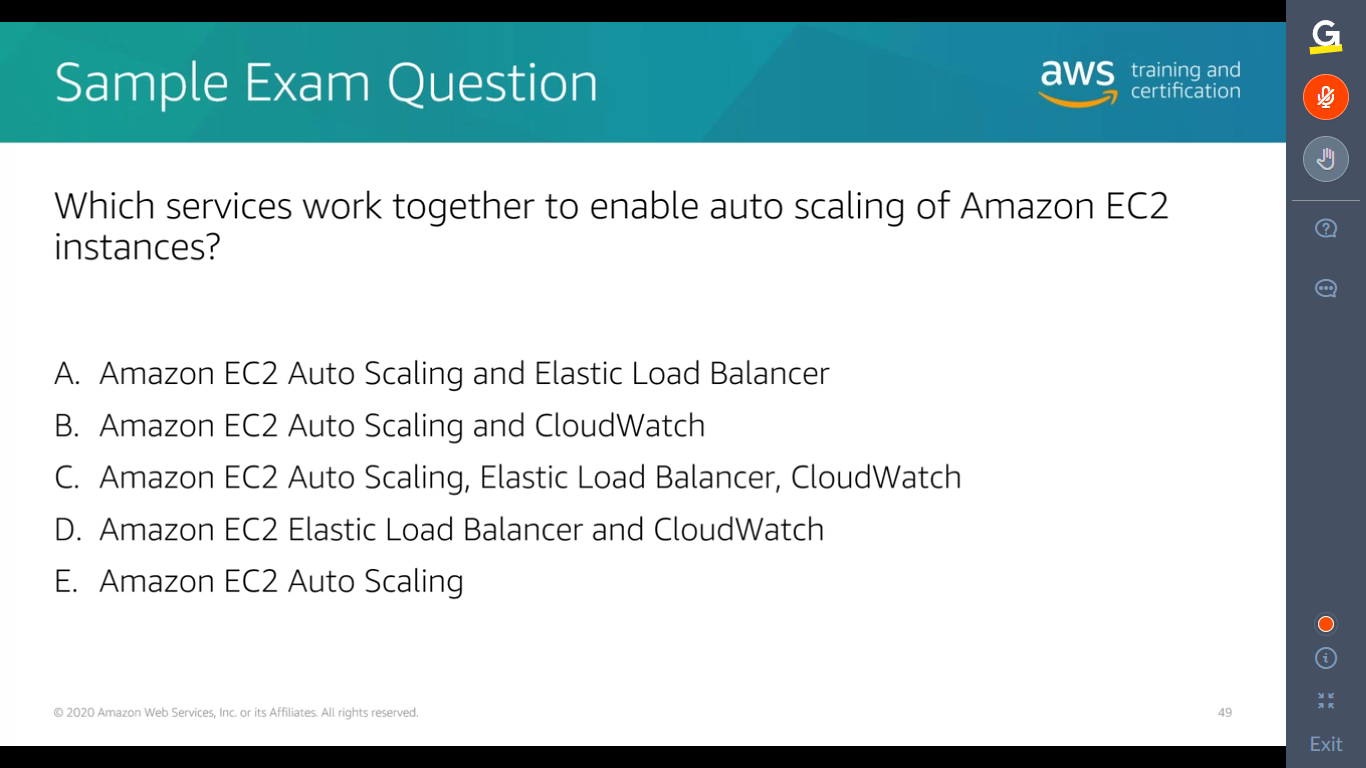 Sample Exam Question
aws training and
certification
Which services work together to enable auto scaling of Amazon EC2
instances?
A. Amazon EC2 Auto Scaling and Elastic Load Balancer
B. Amazon EC2 Auto Scaling and CloudWatch
C. Amazon EC2 Auto Scaling, Elastic Load Balancer, CloudWatch
D. Amazon EC2 Elastic Load Balancer and CloudWatch
E. Amazon EC2 Auto Scaling
© 2020 Amazon Web Services, Inc. or its Affiliates. All rights reserved.
49
G
Exit